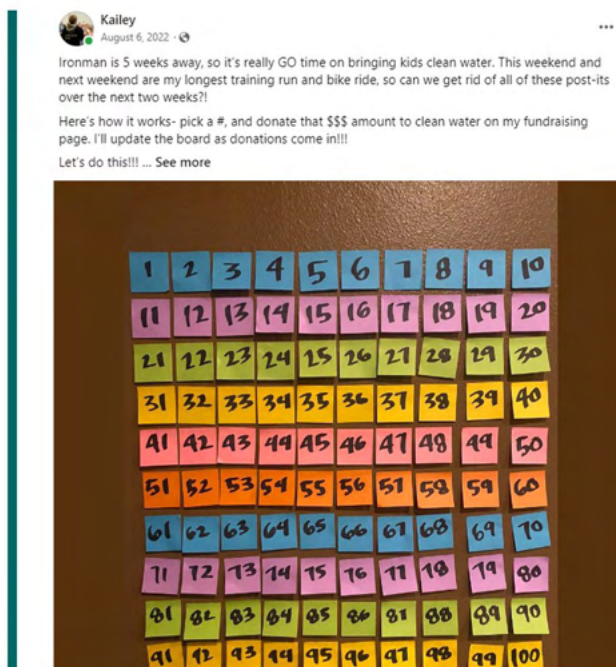 Kailey
August 6, 2022 ·
Ironman is 5 weeks away, so it's really GO time on bringing kids clean water. This weekend and
next weekend are my longest training run and bike ride, so can we get rid of all of these post-its
over the next two weeks?!
Here's how it works- pick a #, and donate that $$$ amount to clean water on my fundraising
page. I'll update the board as donations come in!!!
Let's do this!!! ... See more
1 2 3 4 5 6 7 8 9 10
11 12 13 14 15 16 17 18 19 20
21 22 23 24 25 26 27 28 29 30
31 32 33 34 35 36 37 38 39 40
41 42 43 44 45 46 47 48 49 50
51 52 53 54 55 56 57 58 59 60
61 62 63 64 65 66 67 68 69 70
71 72 73 74 75 76 77 78 79 80
81 82 83 84 85 86 87 88 89 90
91 92 93 94 95 96 97 98 99 100